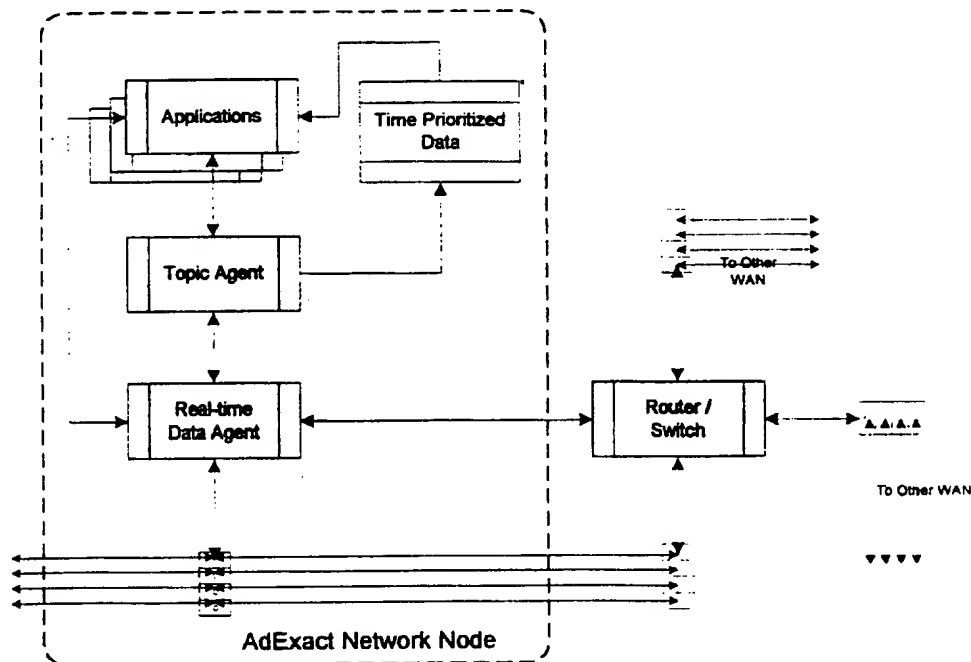 Applications
Time Prioritized
Data
Topic Agent
To Other
WAN
Real-time
Data Agent
Router /
Switch
To Other WAN
AdExact Network Node